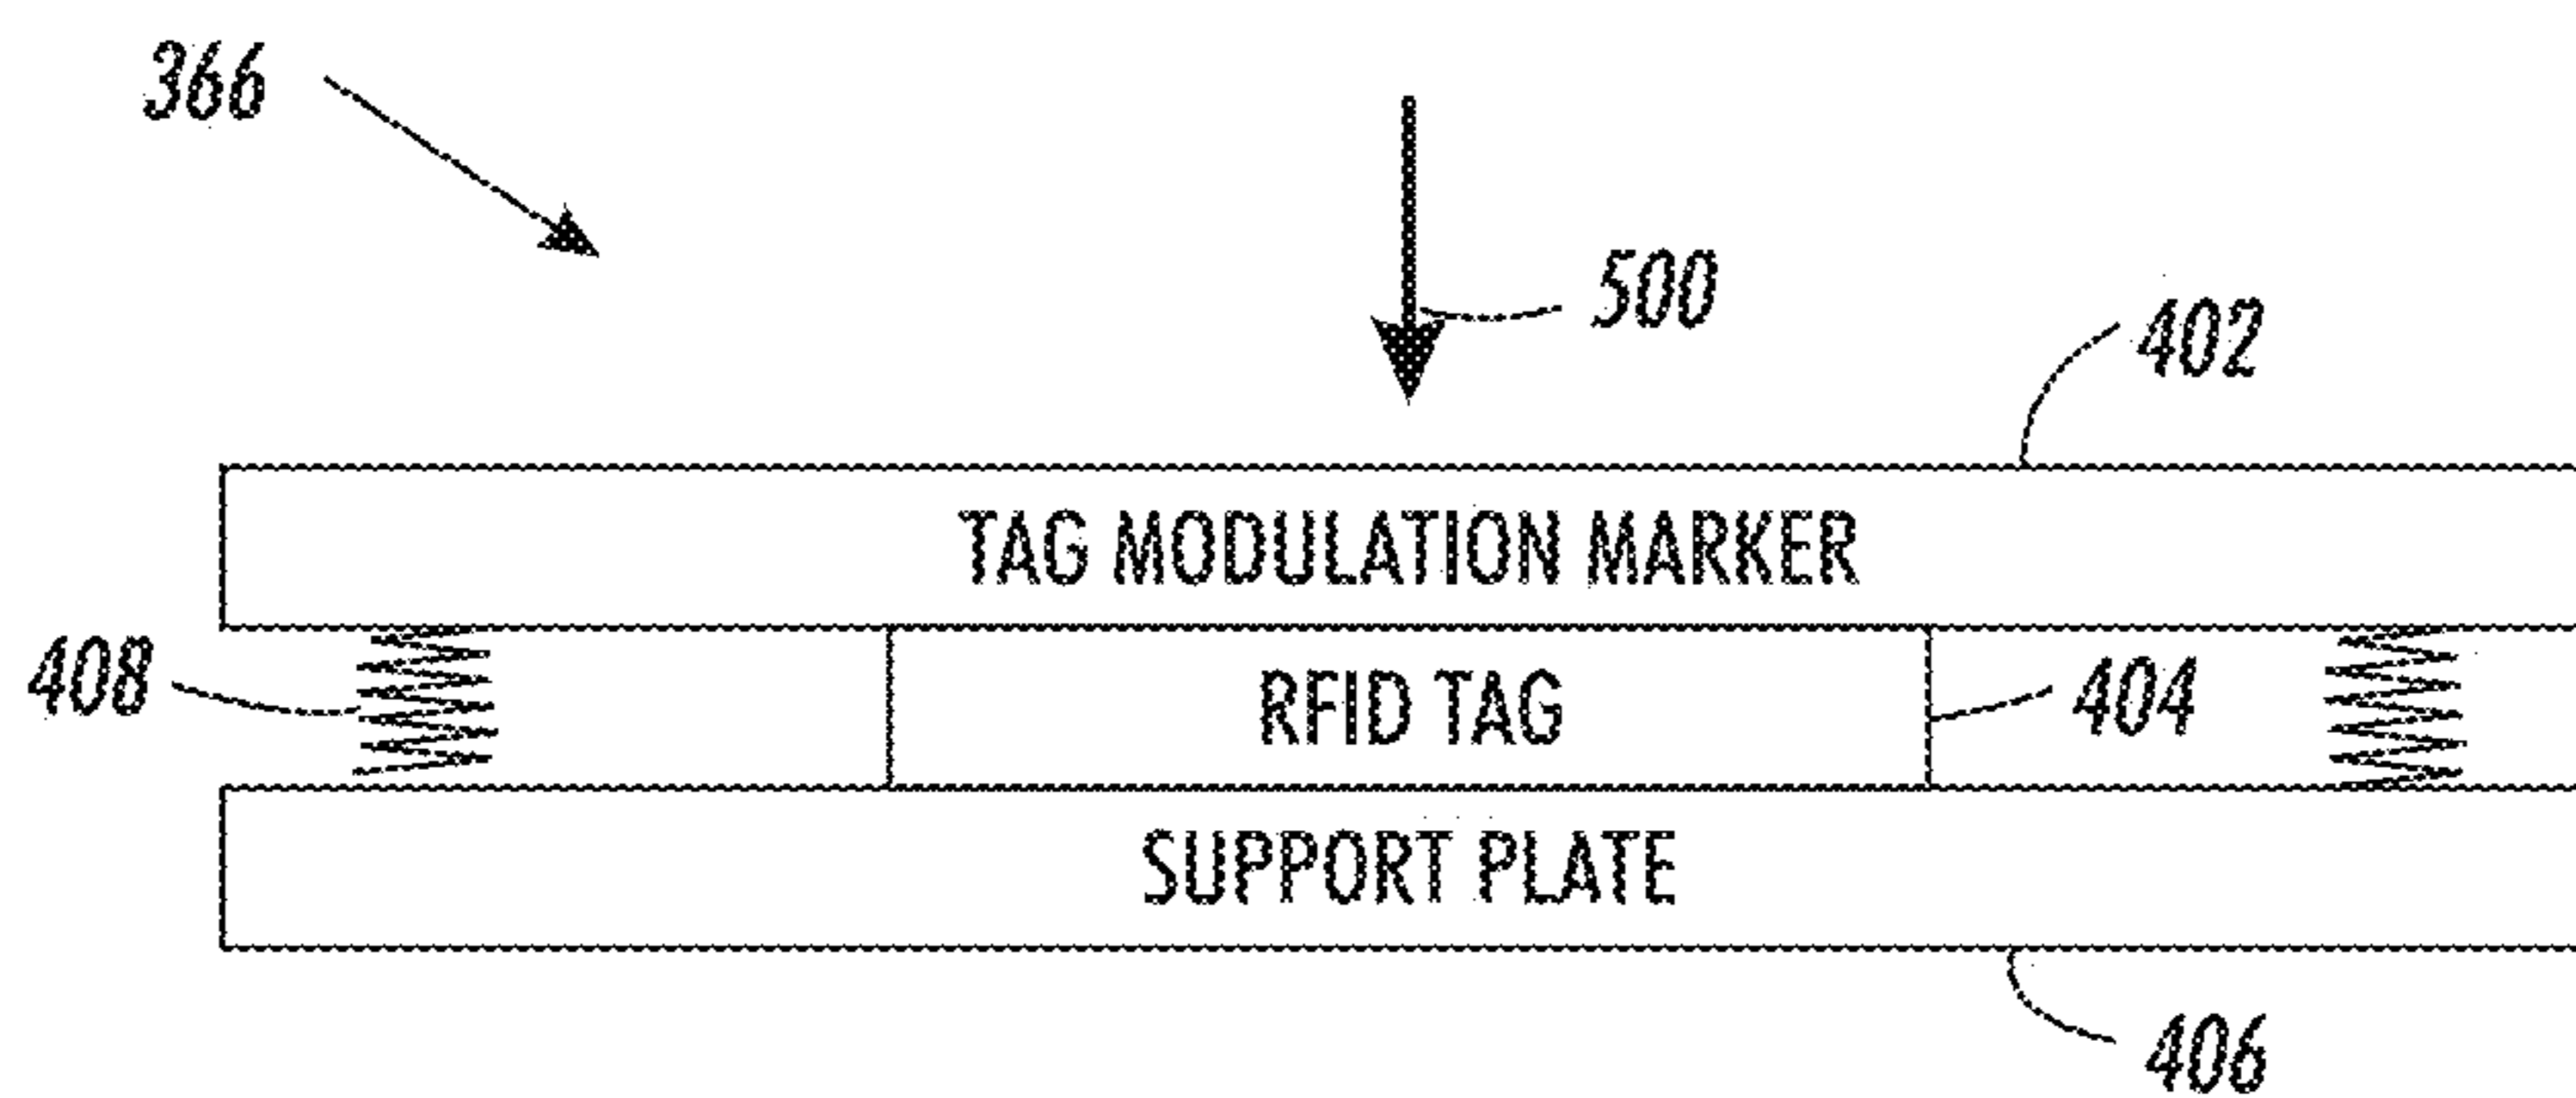 366
500
402
TAG MODULATION MARKER
408
RFID TAG
404
SUPPORT PLATE
406